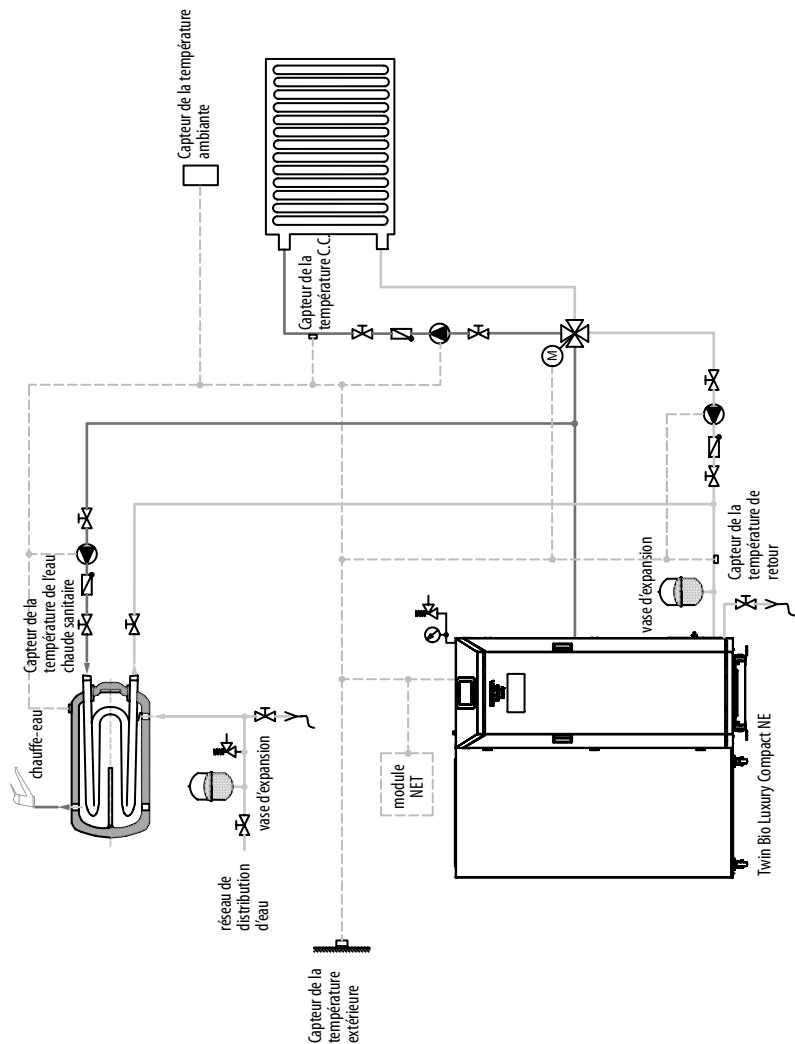 Capteur de la température
ambiante
Capteur de la
température C.C.
Capteur de la
température de l'eau
chaude sanitaire
chauffe-eau
vase d'expansion
réseau de
distribution
d'eau
Capteur de la
température
extérieure
M
vase d'expansion
Capteur de la
température de
retour
module
NET
Twin Bio Luxury Compact NE